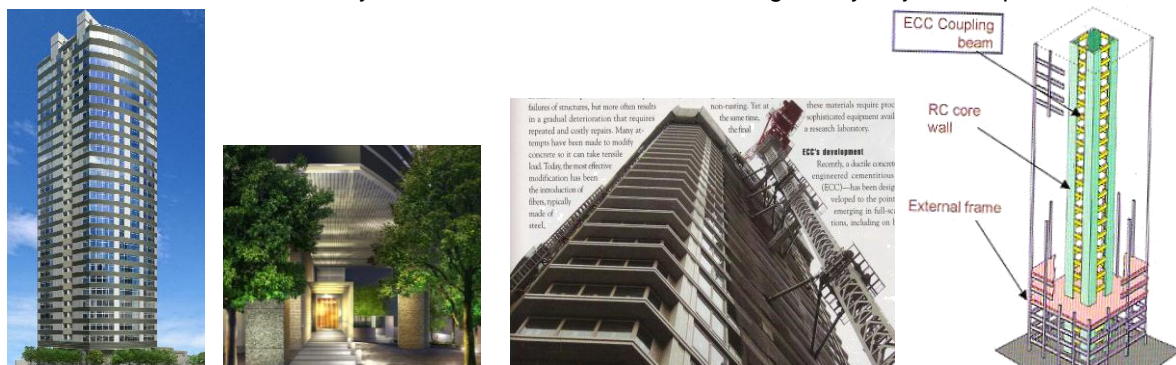 failures of structures, but more often results
in a gradual deterioration that requires
repeated and costly repairs. Many at-
tempts have been made to modify
concrete so it can take tensile
load. Today, the most effective
modification has been
the introduction of
fibers, typically
made of
steel,
non-rusting. Yet at
the same time,
the final
these materials require proc
sophisticated equipment avail
a research laboratory.
ECC's development
Recently, a ductile concrete
engineered cementitious
(ECC)—has been desig
veloped to the point
emerging in full-sca
tions, including on b
ECC Coupling
beam
RC core
wall
External frame